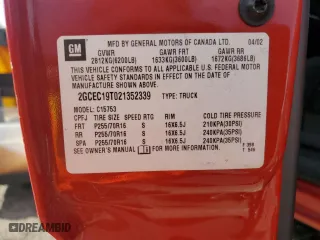 GM
MFD BY GENERAL MOTORS OF CANADA LTD. 04/02
GVWR GAWR FRT GAWR RR
2812KG(6200LB) 1633KG(3600LB) 1672KG(3686LB)
THIS VEHICLE CONFORMS TO ALL APPLICABLE U.S. FEDERAL MOTOR
VEHICLE SAFETY STANDARDS IN EFFECT ON THE DATE OF
MANUFACTURE SHOWN ABOVE.
2GCEC19T021352339 TYPE: TRUCK
MODEL: C15753
CPFJ TIRE SIZE SPEED RTG RIM COLD TIRE PRESSURE
FRT P255/70R16 S 16X6.5J 210KPA(30PSI)
RR P255/70R16 S 16X6.5J 240KPA(35PSI)
SPA P255/70R16 S 16X6.5J 240KPA(35PSI)
SEE OWNER'S MANUAL FOR ADDITIONAL INFORMATION.
DREAMBID